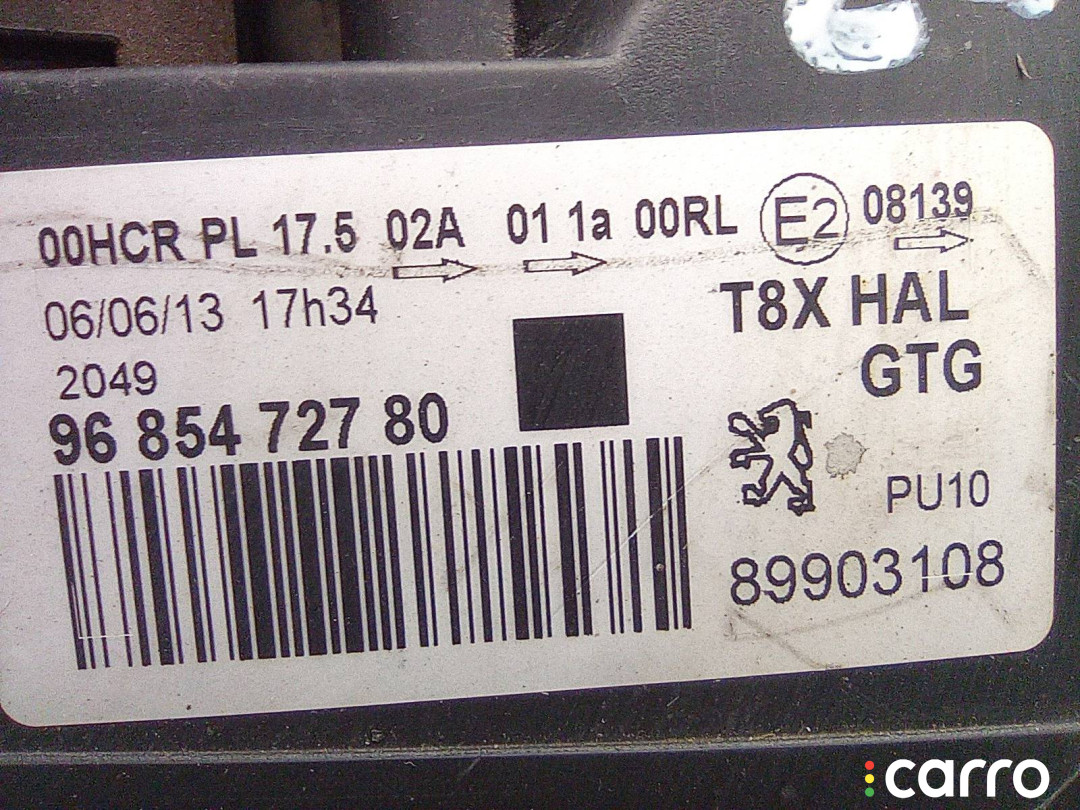 00HCR PL 17.5 02A 01 1a 00RL E2 08139
06/06/13 17h34
T8X HAL
2049
GTG
96 854 727 80
PU10
89903108
carro